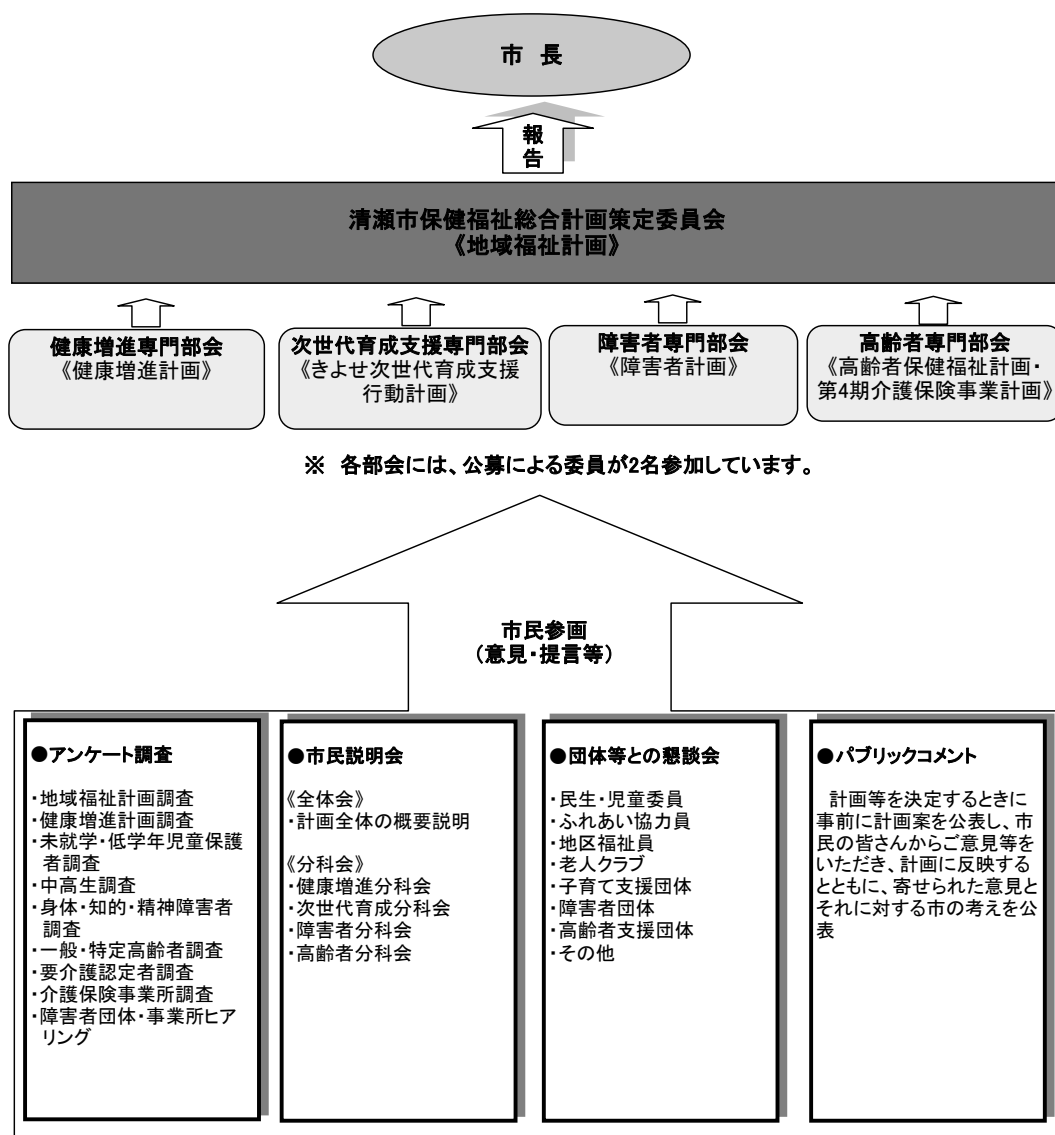 市 長
報
告
清瀬市保健福祉総合計画策定委員会
《地域福祉計画》
健康増進専門部会
《健康増進計画》
次世代育成支援専門部会
《きよせ次世代育成支援
行動計画》
障害者専門部会
《障害者計画》
高齢者専門部会
《高齢者保健福祉計画・
第4期介護保険事業計画》
※ 各部会には、公募による委員が2名参加しています。
市民参画
(意見・提言等)
●アンケート調査
・地域福祉計画調査
・健康増進計画調査
・未就学・低学年児童保護
者調査
・中高生調査
・身体・知的・精神障害者
調査
・一般・特定高齢者調査
・要介護認定者調査
・介護保険事業所調査
・障害者団体・事業所ヒア
リング
●市民説明会
《全体会》
・計画全体の概要説明
《分科会》
・健康増進分科会
・次世代育成分科会
・障害者分科会
・高齢者分科会
●団体等との懇談会
・民生・児童委員
・ふれあい協力員
・地区福祉員
・老人クラブ
・子育て支援団体
・障害者団体
・高齢者支援団体
・その他
●パブリックコメント
計画等を決定するときに
事前に計画案を公表し、市
民の皆さんからご意見等を
いただき、計画に反映する
とともに、寄せられた意見と
それに対する市の考えを公
表